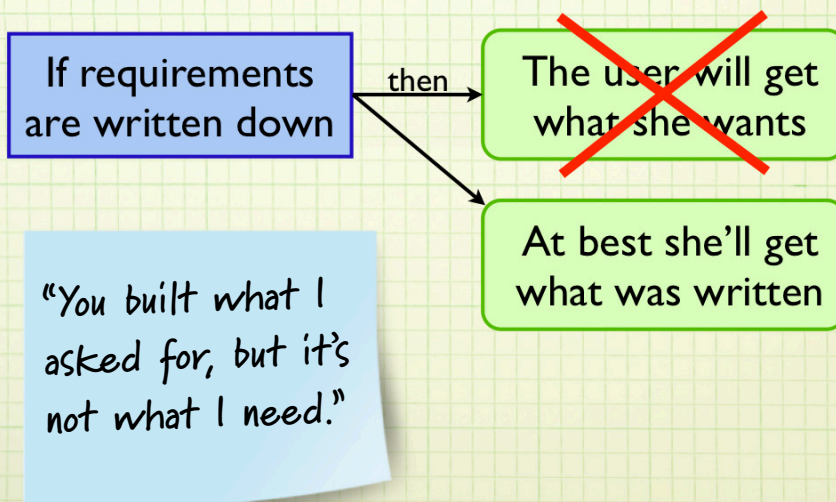 If requirements
are written down
then
The user will get
what she wants
At best she'll get
what was written
"You built what I
asked for, but it's
not what I need."